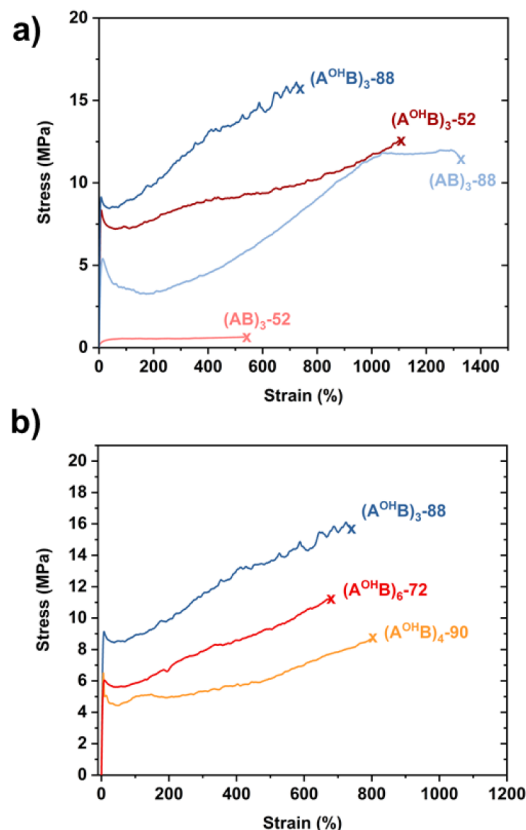 a)
20
15
10
5
0
Stress (MPa)
(A^OHB)₃-88
(A^OHB)₃-52
(AB)₃-88
(AB)₃-52
x
x
x
x
0 200 400 600 800 1000 1200 1400
Strain (%)
b)
20
18
16
14
12
10
8
6
4
2
0
Stress (MPa)
(A^OHB)₃-88
(A^OHB)₆-72
(A^OHB)₄-90
x
x
x
0 200 400 600 800 1000 1200
Strain (%)